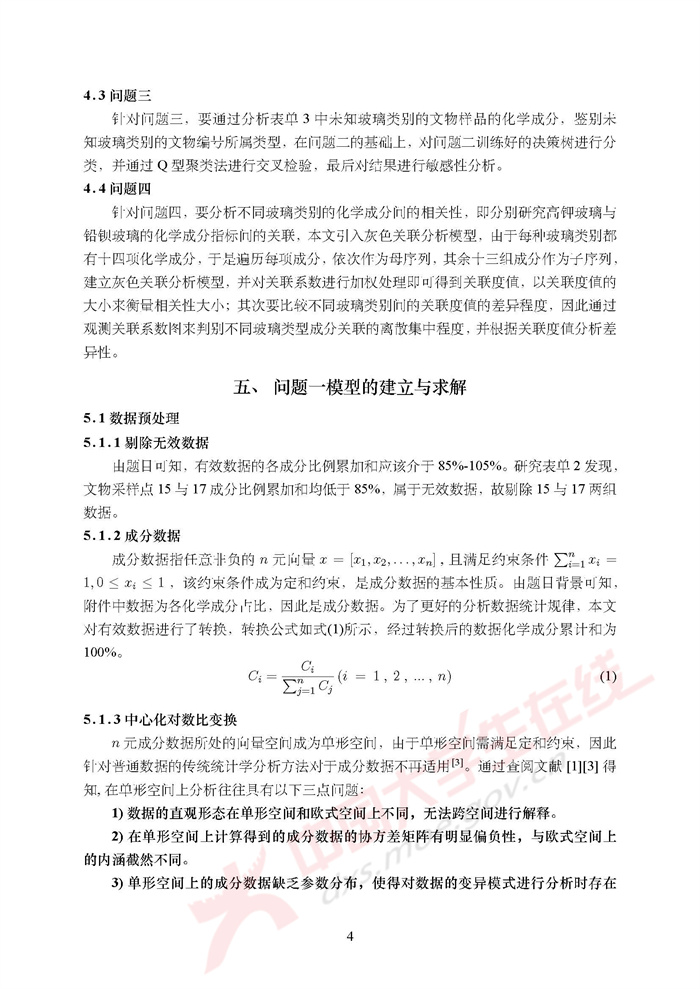 4.3 问题三
针对问题三，要通过分析表单 3 中未知玻璃类别的文物样品的化学成分，鉴别未
知玻璃类别的文物编号所属类型，在问题二的基础上，对问题二训练好的决策树进行分
类，并通过 Q 型聚类法进行交叉检验，最后对结果进行敏感性分析。
4.4 问题四
针对问题四，要分析不同玻璃类别的化学成分间的相关性，即分别研究高钾玻璃与
铅钡玻璃的化学成分指标间的关联，本文引入灰色关联分析模型，由于每种玻璃类别都
有十四项化学成分，于是遍历每项成分，依次作为母序列，其余十三组成分作为子序列，
建立灰色关联分析模型，并对关联系数进行加权处理即可得到关联度值，以关联度值的
大小来衡量相关性大小；其次要比较不同玻璃类别间的关联度值的差异程度，因此通过
观测关联系数图来判别不同玻璃类型成分关联的离散集中程度，并根据关联度值分析差
异性。
五、 问题一模型的建立与求解
5.1 数据预处理
5.1.1 剔除无效数据
由题目可知，有效数据的各成分比例累加和应该介于 85%-105%。研究表单 2 发现，
文物采样点 15 与 17 成分比例累加和均低于 85%，属于无效数据，故剔除 15 与 17 两组
数据。
5.1.2 成分数据
成分数据指任意非负的 n 元向量 x = [x₁, x₂, . . . , xₙ]，且满足约束条件 ∑ⁿᵢ₌₁ xᵢ =
1, 0 ≤ xᵢ ≤ 1，该约束条件成为定和约束，是成分数据的基本性质。由题目背景可知，
附件中数据为各化学成分占比，因此是成分数据。为了更好的分析数据统计规律，本文
对有效数据进行了转换，转换公式如式(1)所示，经过转换后的数据化学成分累计和为
100%。
Cᵢ = Cᵢ / ∑ⁿⱼ₌₁ Cⱼ (i = 1 , 2 , ... , n) (1)
5.1.3 中心化对数比变换
n 元成分数据所处的向量空间成为单形空间，由于单形空间需满足定和约束，因此
针对普通数据的传统统计学分析方法对于成分数据不再适用[3]。通过查阅文献 [1][3] 得
知, 在单形空间上分析往往具有以下三点问题：
1) 数据的直观形态在单形空间和欧式空间上不同，无法跨空间进行解释。
2) 在单形空间上计算得到的成分数据的协方差矩阵有明显偏负性，与欧式空间上
的内涵截然不同。
3) 单形空间上的成分数据缺乏参数分布，使得对数据的变异模式进行分析时存在
4
中国大学生在线
dxs.moe.gov.cn